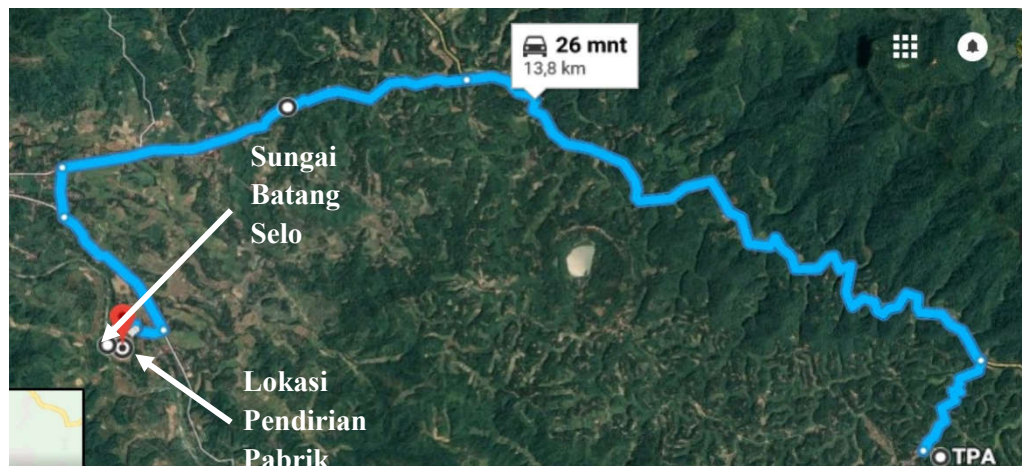 26 mnt
13,8 km
Sungai
Batang
Selo
Lokasi
Pendirian
Pabrik
TPA